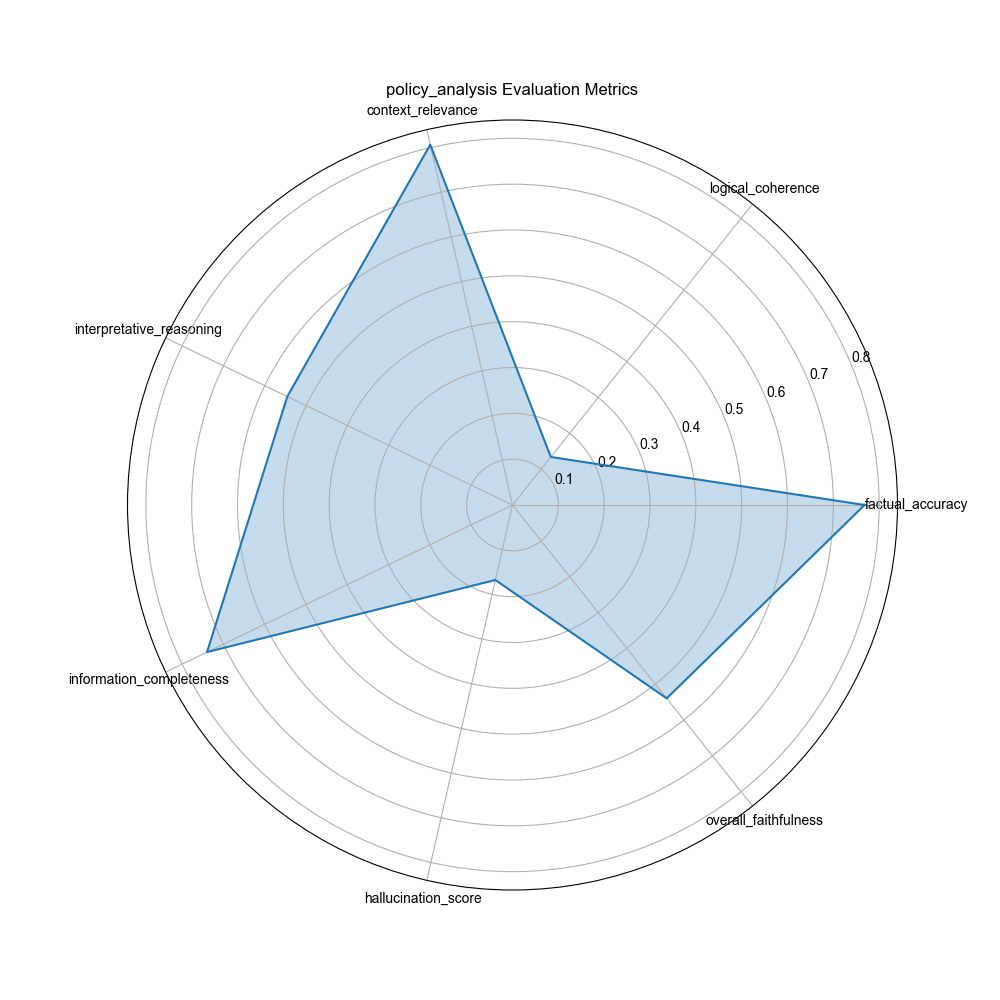 policy_analysis Evaluation Metrics
context_relevance
logical_coherence
interpretative_reasoning
0.8
0.7
0.6
0.5
0.4
0.3
0.2
0.1
factual_accuracy
information_completeness
overall_faithfulness
hallucination_score